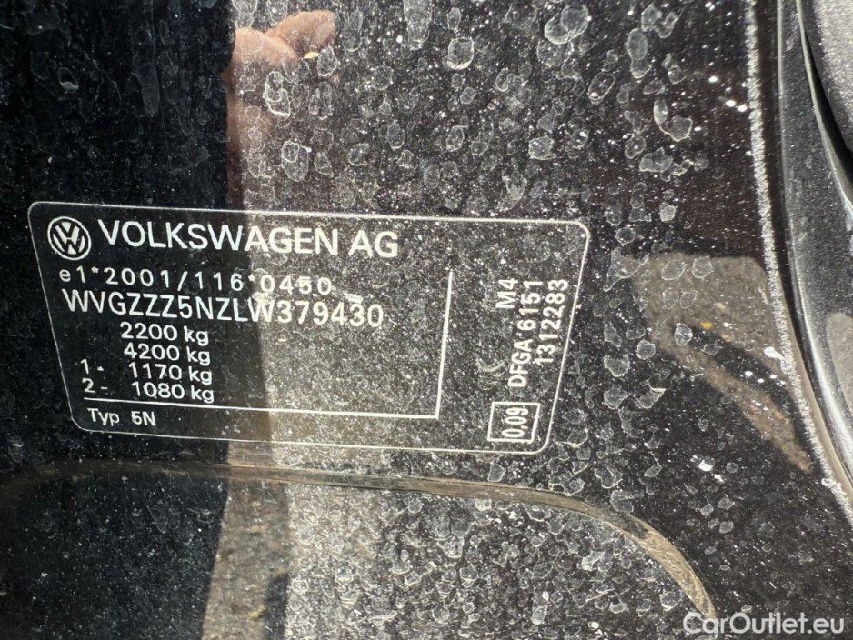 VOLKSWAGEN AG
e1*2001/116*0450
WVGZZZ5NZLW379430
2200 kg
4200 kg
1- 1170 kg
2- 1080 kg
Typ 5N
M4
DFGA 6151
1312283
0.09
CarOutlet.eu